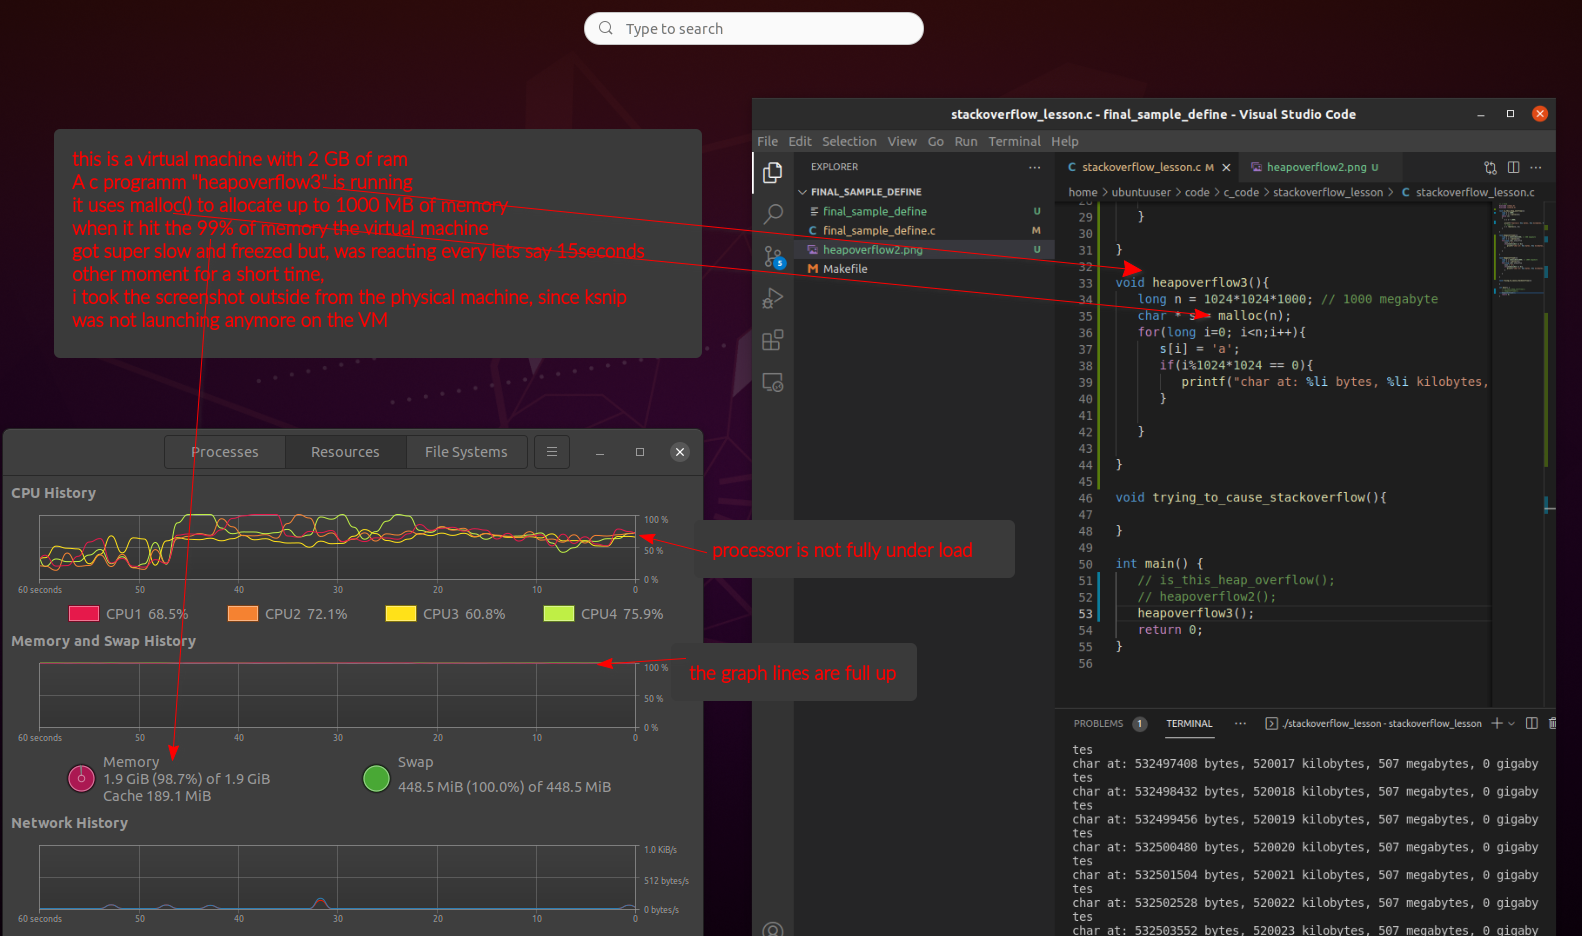 Type to search
this is a virtual machine with 2 GB of ram
A c programm "heapoverflow3" is running
it uses malloc() to allocate up to 1000 MB of memory
when it hit the 99% of memory the virtual machine
got super slow and freezed but, was reacting every lets say 15seconds
other moment for a short time,
i took the screenshot outside from the physical machine, since ksnip
was not launching anymore on the VM
Processes Resources File Systems
CPU History
100 %
50 %
0 %
60 seconds 50 40 30 20 10 0
CPU1 68.5% CPU2 72.1% CPU3 60.8% CPU4 75.9%
processor is not fully under load
Memory and Swap History
100 %
50 %
0 %
60 seconds 50 40 30 20 10 0
the graph lines are full up
Memory
1.9 GiB (98.7%) of 1.9 GiB
Cache 189.1 MiB
Swap
448.5 MiB (100.0%) of 448.5 MiB
Network History
1.0 KiB/s
512 bytes/s
0 bytes/s
60 seconds 50 40 30 20 10 0
stackoverflow_lesson.c - final_sample_define - Visual Studio Code
File Edit Selection View Go Run Terminal Help
EXPLORER
FINAL_SAMPLE_DEFINE
final_sample_define U
C final_sample_define.c M
heapoverflow2.png U
M Makefile
5
C stackoverflow_lesson.c M
heapoverflow2.png U
home > ubuntuuser > code > c_code > stackoverflow_lesson > C stackoverflow_lesson.c
28
29 }
30
31 }
32
33 void heapoverflow3(){
34 long n = 1024*1024*1000; // 1000 megabyte
35 char * s = malloc(n);
36 for(long i=0; i<n;i++){
37 s[i] = 'a';
38 if(i%1024*1024 == 0){
39 printf("char at: %li bytes, %li kilobytes,
40 }
41
42 }
43
44 }
45
46 void trying_to_cause_stackoverflow(){
47
48 }
49
50 int main() {
51 // is_this_heap_overflow();
52 // heapoverflow2();
53 heapoverflow3();
54 return 0;
55 }
56
PROBLEMS 1 TERMINAL ··· ./stackoverflow_lesson - stackoverflow_lesson
tes
char at: 532497408 bytes, 520017 kilobytes, 507 megabytes, 0 gigaby
tes
char at: 532498432 bytes, 520018 kilobytes, 507 megabytes, 0 gigaby
tes
char at: 532499456 bytes, 520019 kilobytes, 507 megabytes, 0 gigaby
tes
char at: 532500480 bytes, 520020 kilobytes, 507 megabytes, 0 gigaby
tes
char at: 532501504 bytes, 520021 kilobytes, 507 megabytes, 0 gigaby
tes
char at: 532502528 bytes, 520022 kilobytes, 507 megabytes, 0 gigaby
tes
char at: 532503552 bytes, 520023 kilobytes, 507 megabytes, 0 gigaby